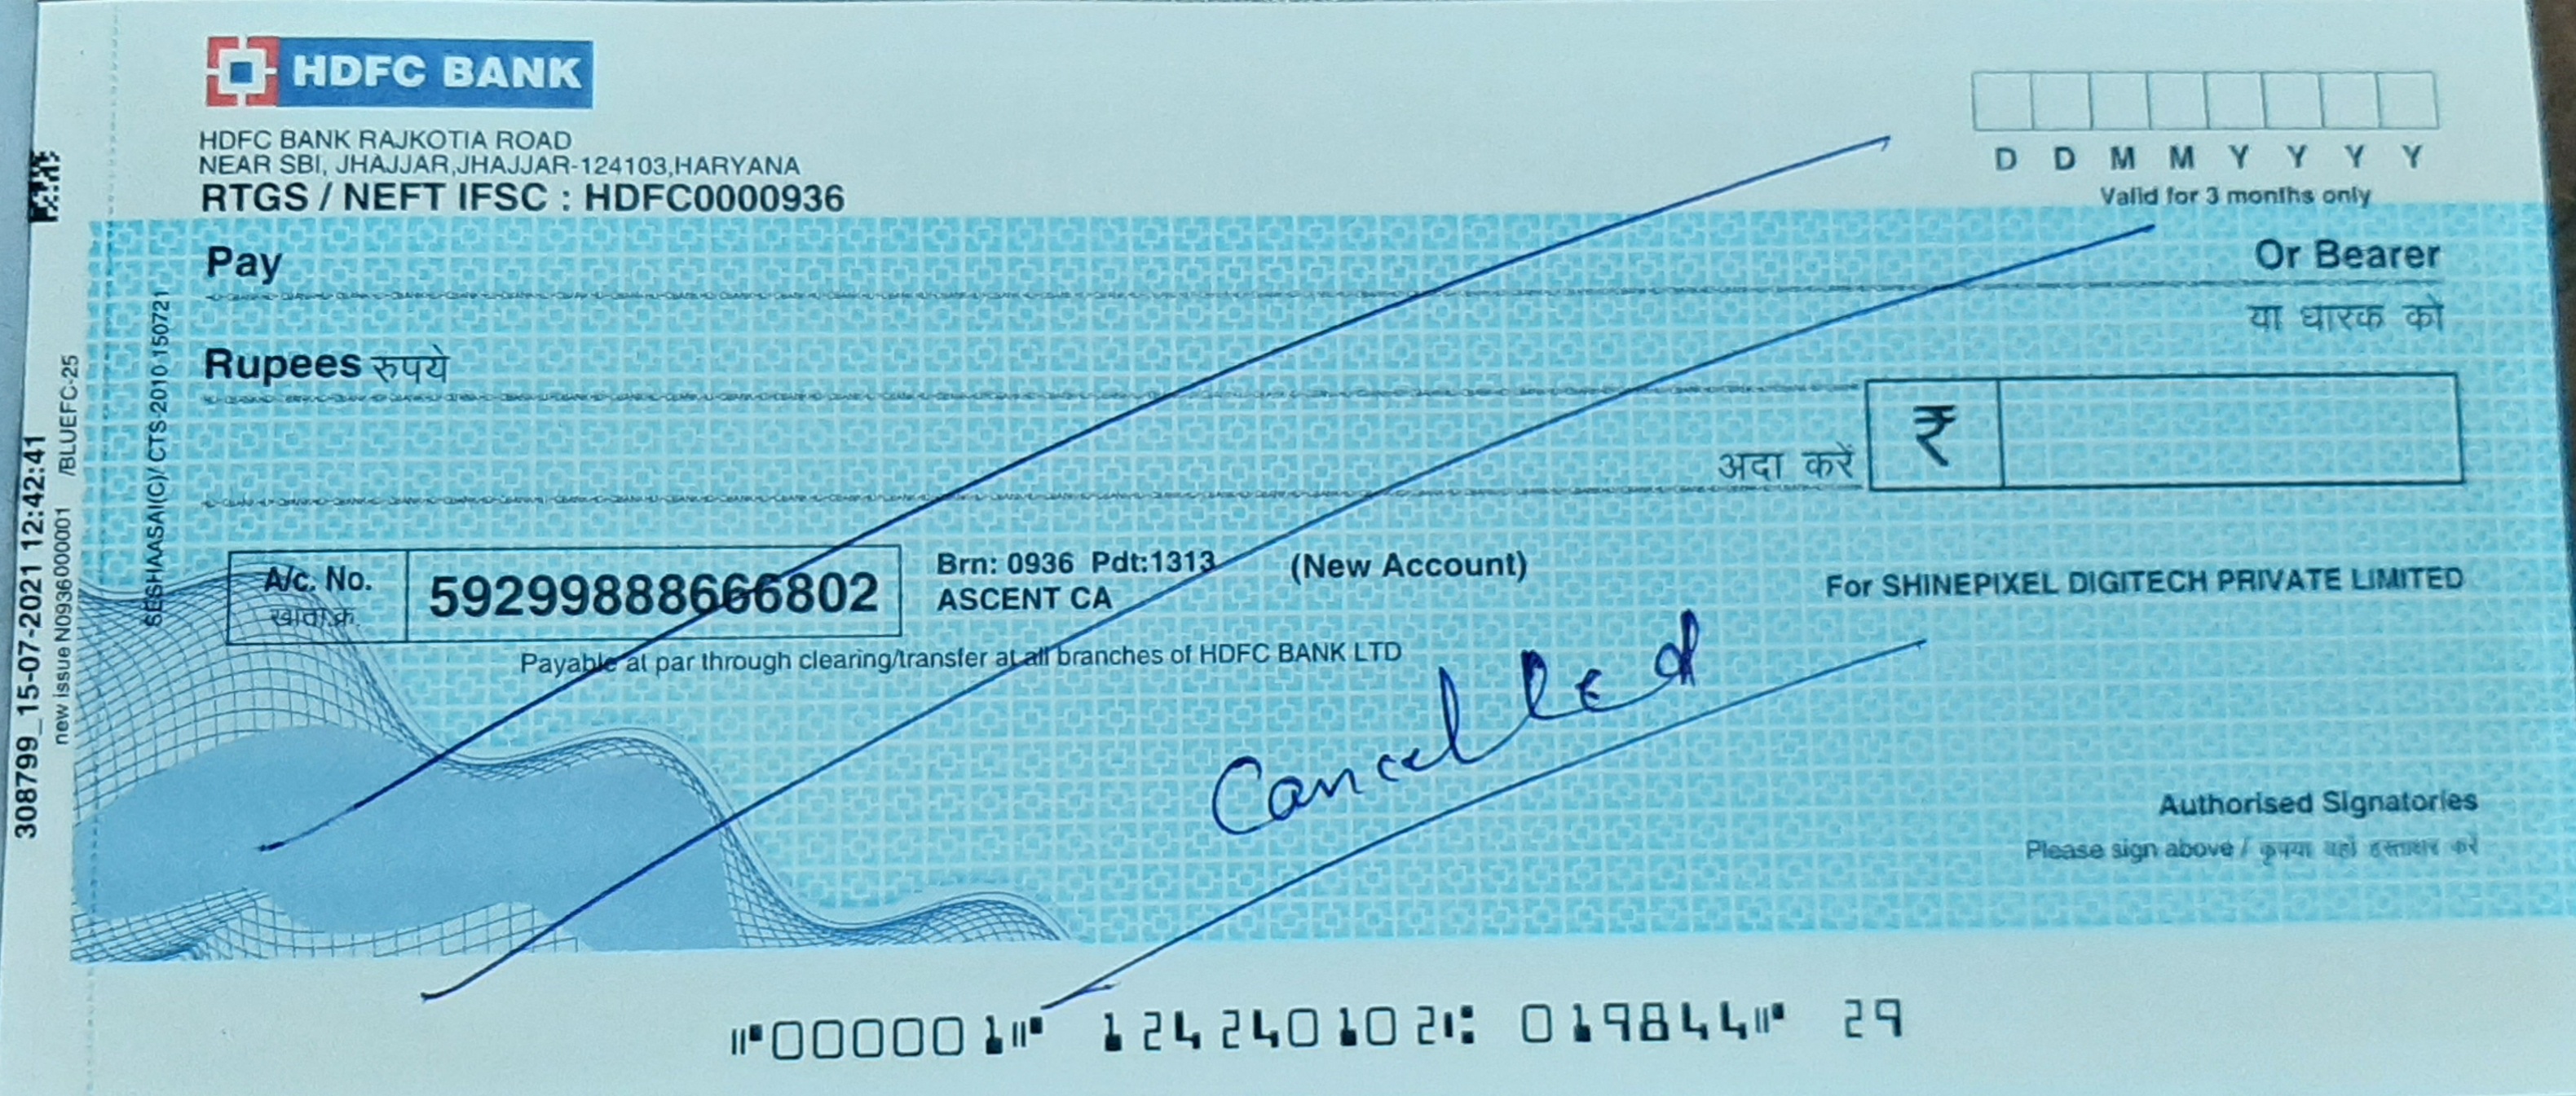 HDFC BANK
HDFC BANK RAJKOTIA ROAD
NEAR SBI, JHAJJAR,JHAJJAR-124103,HARYANA
RTGS / NEFT IFSC : HDFC0000936
D D M M Y Y Y Y
Valid for 3 months only
Pay
Or Bearer
या धारक को
Rupees रुपये
अदा करें
₹
A/c. No.
खाता क्र.
59299888666802
Brn: 0936 Pdt:1313
ASCENT CA
(New Account)
For SHINEPIXEL DIGITECH PRIVATE LIMITED
Payable at par through clearing/transfer at all branches of HDFC BANK LTD
Cancelled
Authorised Signatories
Please sign above / कृपया यहाँ हस्ताक्षर करें
"000001" 124240102: 019844" 29
308799_15-07-2021 12:42:41
new issue N0936000001 /BLUEFC-25
SESHAASAI(C)/ CTS-2010 150721